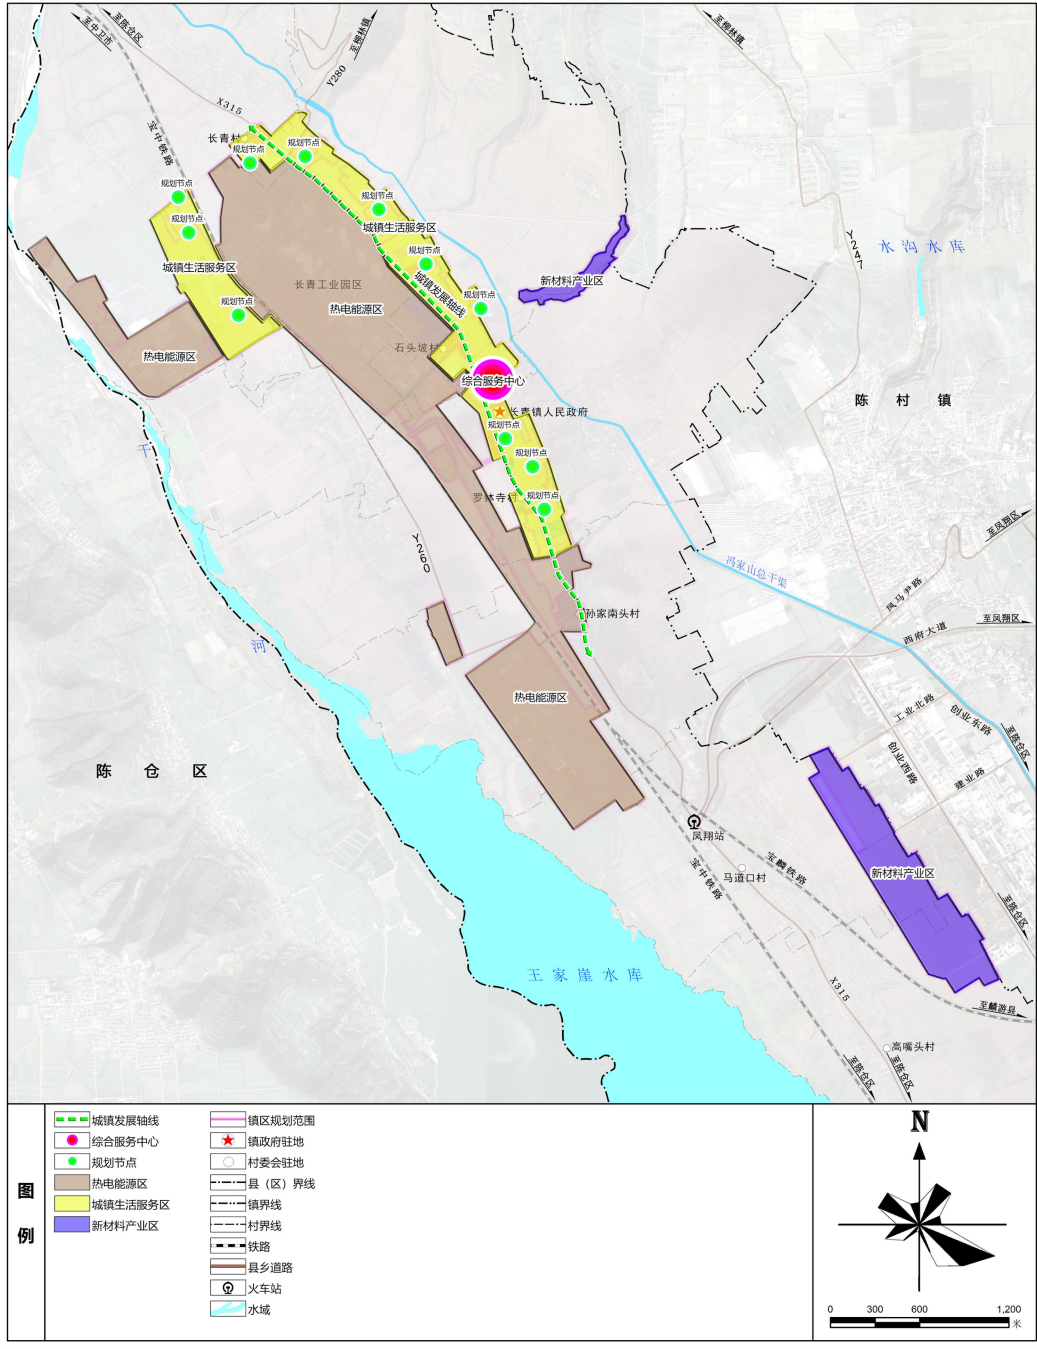 至中卫市
至陈仓区
至柳林镇
至柳林镇
Y280
X315
宝中铁路
长青村
规划节点
规划节点
规划节点
规划节点
规划节点
城镇生活服务区
规划节点
城镇生活服务区
Y247
水沟水库
长青工业园区
热电能源区
城镇发展轴线
新材料产业区
规划节点
规划节点
石头坡村
热电能源区
综合服务中心
陈村镇
长青镇人民政府
规划节点
千
规划节点
罗钵寺村
规划节点
至凤翔区
Y260
冯家山总干渠
凤马尹路
孙家南头村
至凤翔区
西府大道
河
热电能源区
工业北路
创业东路
至陈仓区
创业西路
建业路
陈仓区
凤翔站
宝麟铁路
宝中铁路
马道口村
新材料产业区
至陈仓区
王家崖水库
X315
至麟游县
高嘴头村
至陈仓区
至陈仓区
图例
城镇发展轴线
综合服务中心
规划节点
热电能源区
城镇生活服务区
新材料产业区
镇区规划范围
镇政府驻地
村委会驻地
县（区）界线
镇界线
村界线
铁路
县乡道路
火车站
水域
N
0 300 600 1,200
米